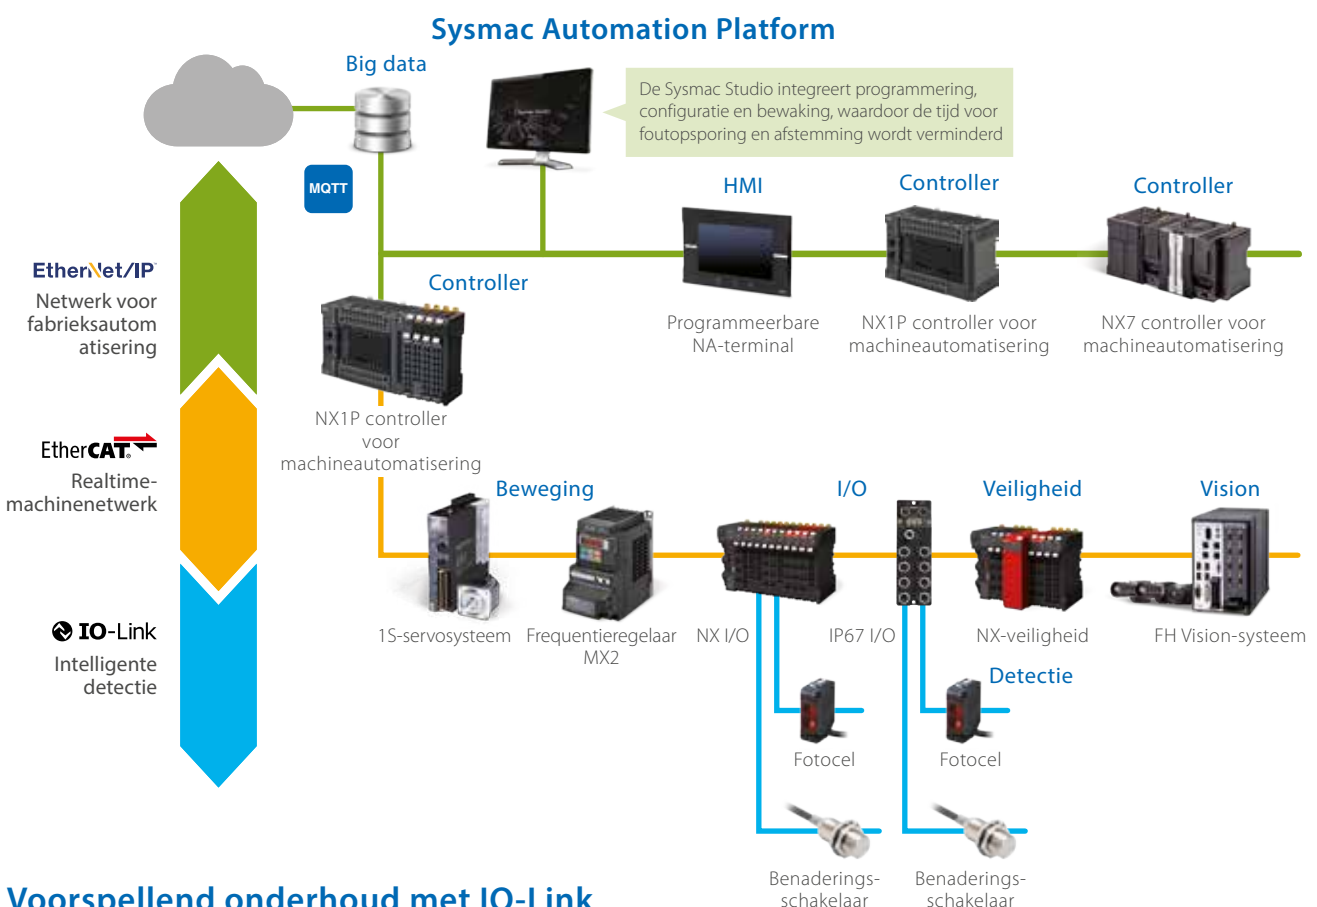 Sysmac Automation Platform
Big data
De Sysmac Studio integreert programmering,
configuratie en bewaking, waardoor de tijd voor
foutopsporing en afstemming wordt verminderd
MQTT
HMI
Controller
Controller
EtherNet/IP
Netwerk voor
fabrieksautom
atisering
Controller
Programmeerbare
NA-terminal
NX1P controller voor
machineautomatisering
NX7 controller voor
machineautomatisering
NX1P controller
voor
machineautomatisering
EtherCAT®
Realtime-
machinenetwerk
Beweging
I/O
Veiligheid
Vision
1S-servosysteem
Frequentieregelaar
MX2
NX I/O
IP67 I/O
NX-veiligheid
FH Vision-systeem
IO-Link
Intelligente
detectie
Detectie
Fotocel
Fotocel
Benaderings-
schakelaar
Benaderings-
schakelaar
Voorspellend onderhoud met IO-Link